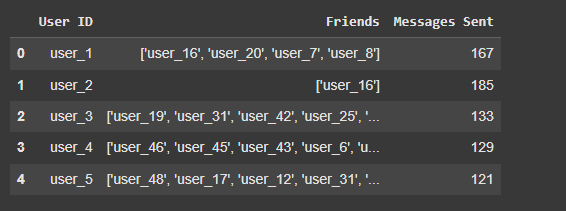 User ID Friends Messages Sent
0 user_1 ['user_16', 'user_20', 'user_7', 'user_8'] 167
1 user_2 ['user_16'] 185
2 user_3 ['user_19', 'user_31', 'user_42', 'user_25', '... 133
3 user_4 ['user_46', 'user_45', 'user_43', 'user_6', 'u... 129
4 user_5 ['user_48', 'user_17', 'user_12', 'user_31', '... 121